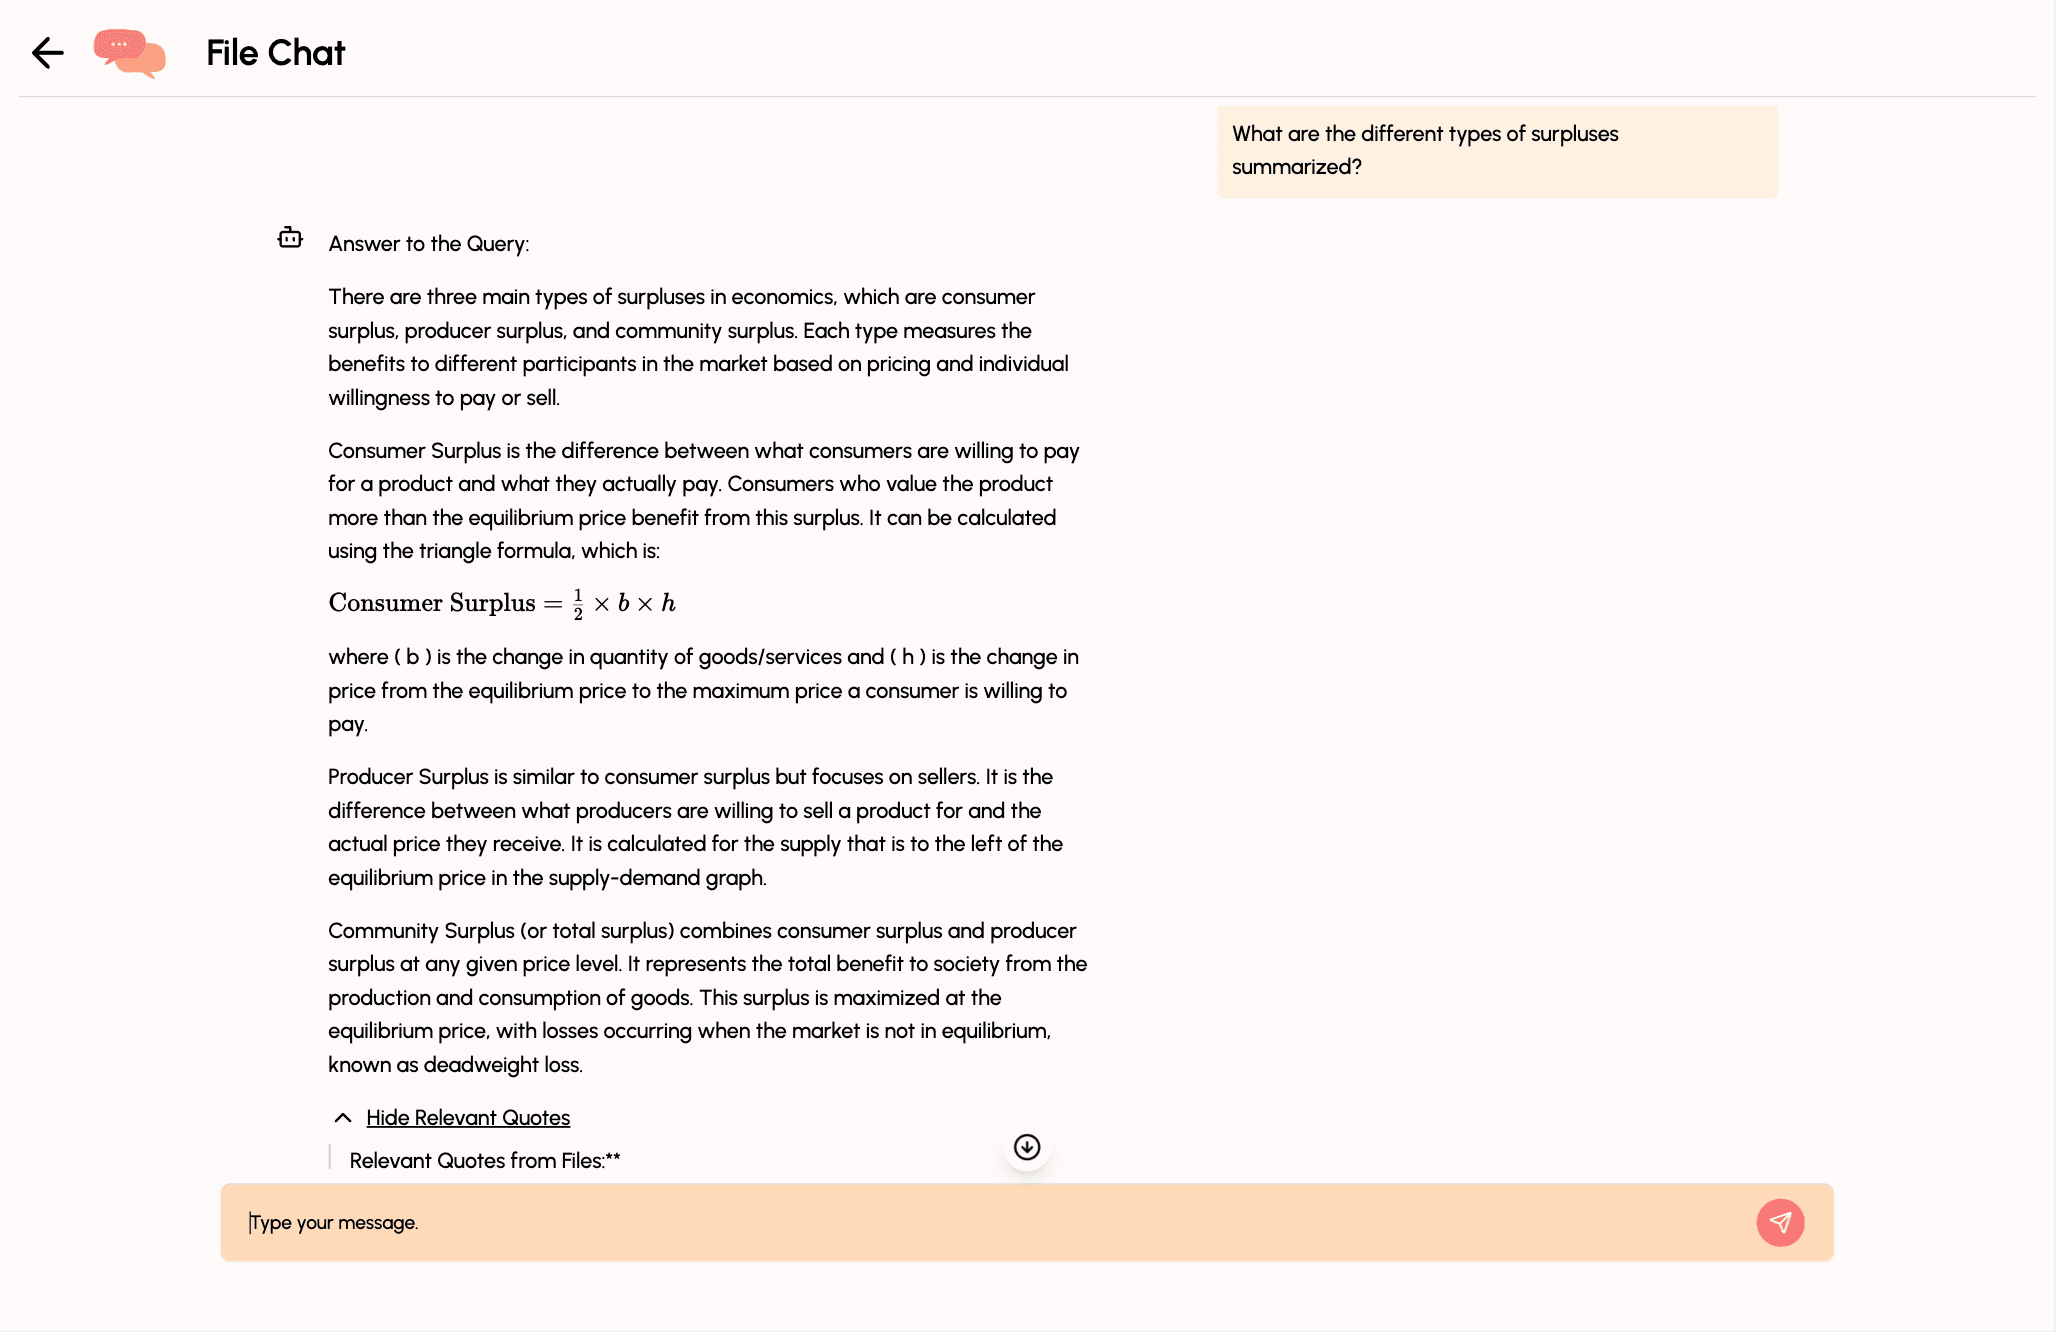 File Chat
What are the different types of surpluses
summarized?
Answer to the Query:
There are three main types of surpluses in economics, which are consumer
surplus, producer surplus, and community surplus. Each type measures the
benefits to different participants in the market based on pricing and individual
willingness to pay or sell.
Consumer Surplus is the difference between what consumers are willing to pay
for a product and what they actually pay. Consumers who value the product
more than the equilibrium price benefit from this surplus. It can be calculated
using the triangle formula, which is:
Consumer Surplus = 1/2 × b × h
where ( b ) is the change in quantity of goods/services and ( h ) is the change in
price from the equilibrium price to the maximum price a consumer is willing to
pay.
Producer Surplus is similar to consumer surplus but focuses on sellers. It is the
difference between what producers are willing to sell a product for and the
actual price they receive. It is calculated for the supply that is to the left of the
equilibrium price in the supply-demand graph.
Community Surplus (or total surplus) combines consumer surplus and producer
surplus at any given price level. It represents the total benefit to society from the
production and consumption of goods. This surplus is maximized at the
equilibrium price, with losses occurring when the market is not in equilibrium,
known as deadweight loss.
Hide Relevant Quotes
Relevant Quotes from Files:**
Type your message.